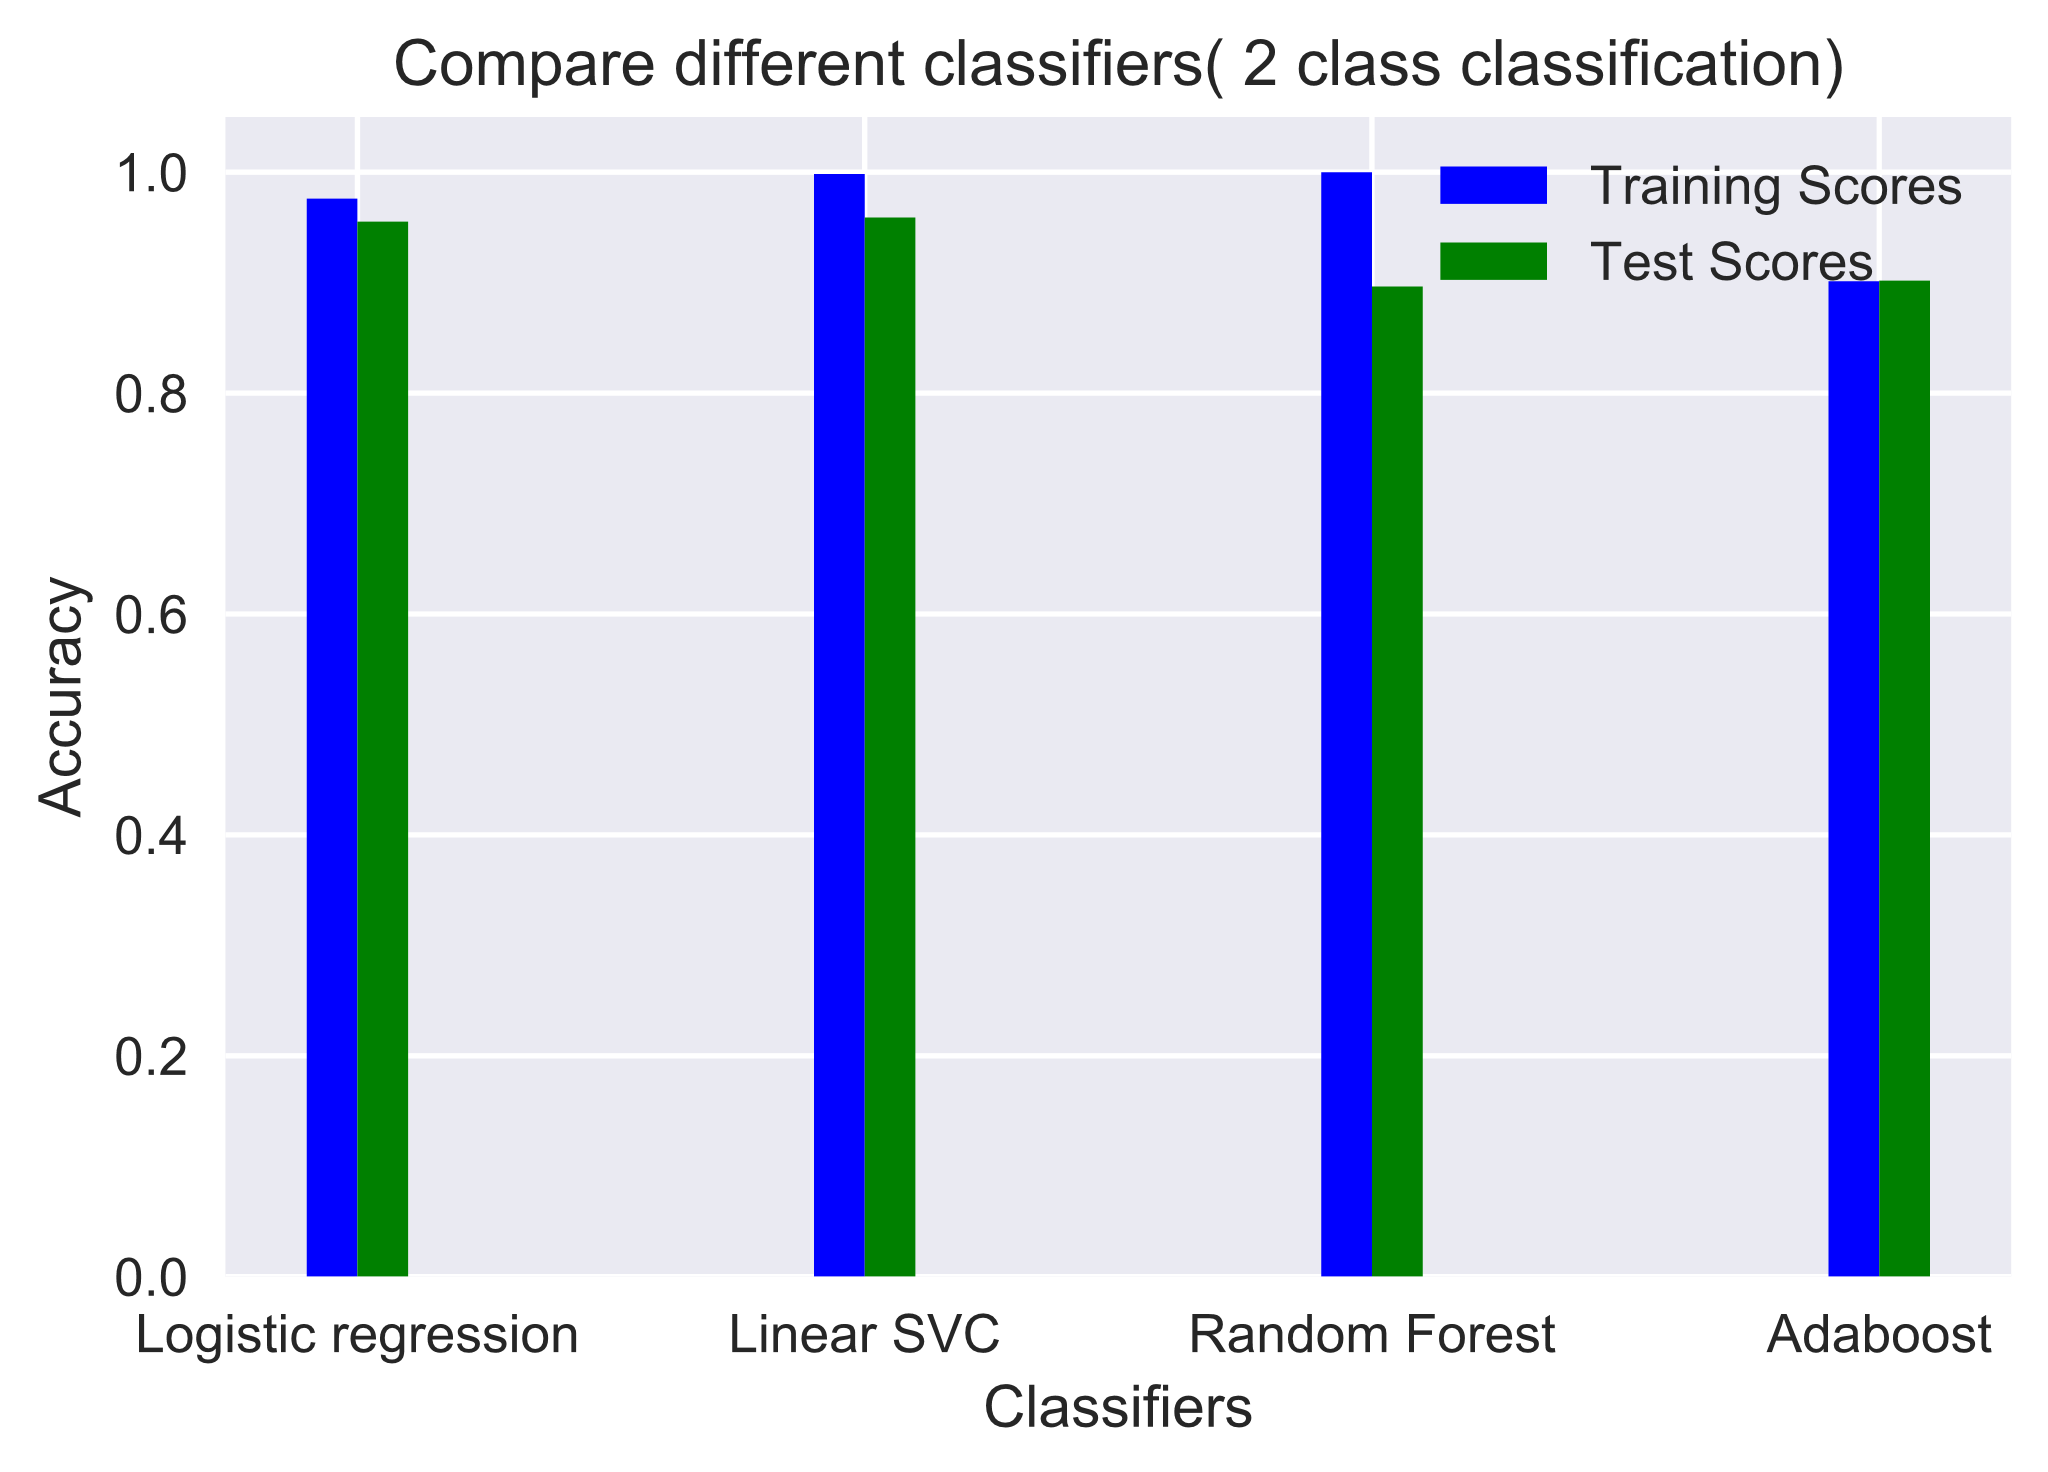 Compare different classifiers( 2 class classification)
1.0
0.8
0.6
0.4
0.2
0.0
Accuracy
Training Scores
Test Scores
Logistic regression
Linear SVC
Random Forest
Adaboost
Classifiers